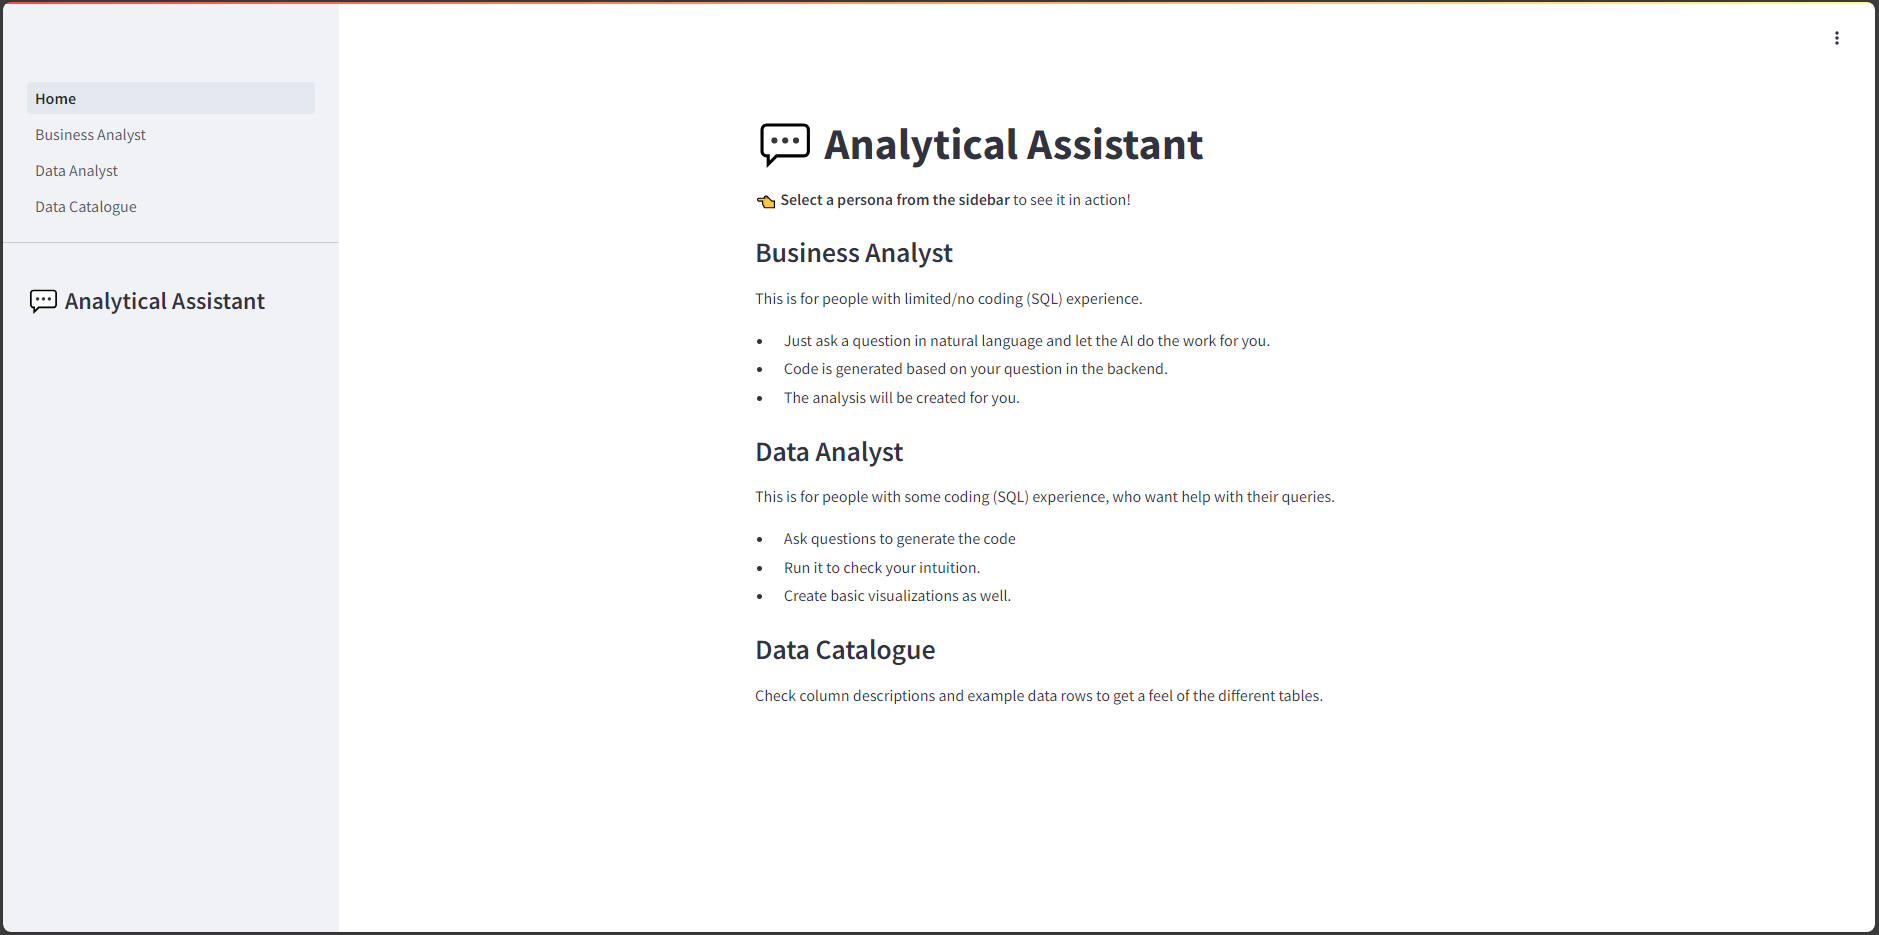 Home
Business Analyst
Data Analyst
Data Catalogue
Analytical Assistant
Analytical Assistant
Select a persona from the sidebar to see it in action!
Business Analyst
This is for people with limited/no coding (SQL) experience.
• Just ask a question in natural language and let the AI do the work for you.
• Code is generated based on your question in the backend.
• The analysis will be created for you.
Data Analyst
This is for people with some coding (SQL) experience, who want help with their queries.
• Ask questions to generate the code
• Run it to check your intuition.
• Create basic visualizations as well.
Data Catalogue
Check column descriptions and example data rows to get a feel of the different tables.